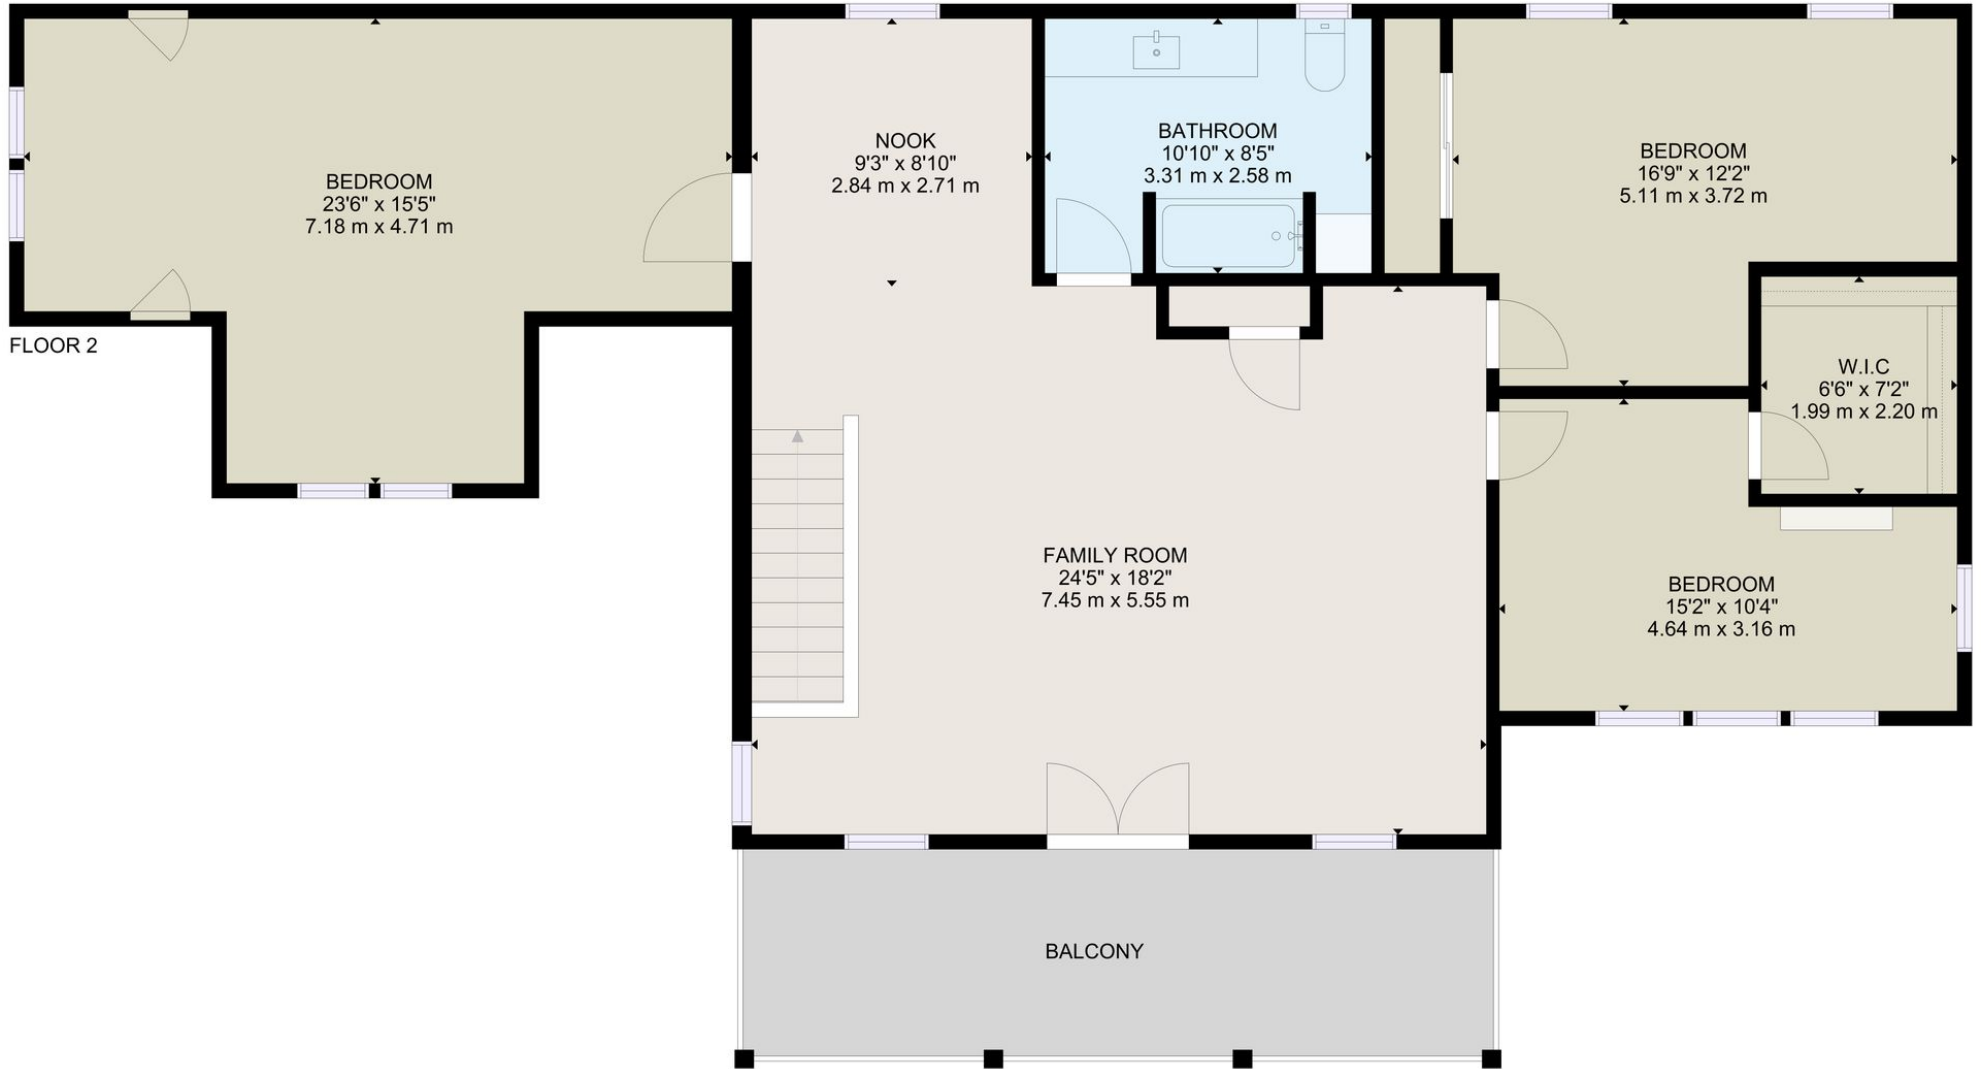 BEDROOM
23'6" x 15'5"
7.18 m x 4.71 m
NOOK
9'3" x 8'10"
2.84 m x 2.71 m
BATHROOM
10'10" x 8'5"
3.31 m x 2.58 m
BEDROOM
16'9" x 12'2"
5.11 m x 3.72 m
FLOOR 2
W.I.C
6'6" x 7'2"
1.99 m x 2.20 m
FAMILY ROOM
24'5" x 18'2"
7.45 m x 5.55 m
BEDROOM
15'2" x 10'4"
4.64 m x 3.16 m
BALCONY